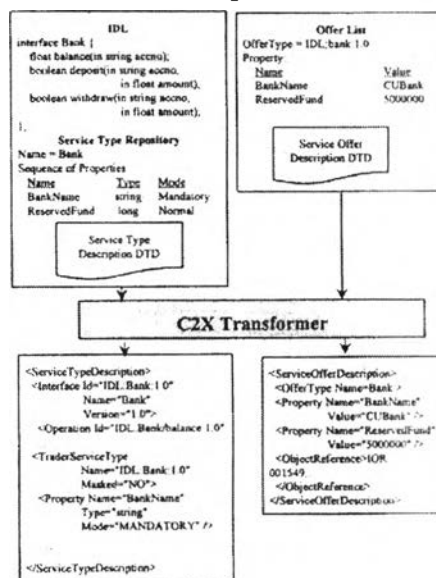 IDL
interface Bank {
float balance(in string accno);
boolean deposit(in string accno,
in float amount);
boolean withdraw(in string accno,
in float amount);
};
Service Type Repository
Name = Bank
Sequence of Properties
Name Type Mode
BankName string Mandatory
ReservedFund long Normal
Service Type
Description DTD
Offer List
OfferType = IDL:bank:1.0
Property
Name Value
BankName CUBank
ReservedFund 5000000
Service Offer
Description DTD
C2X Transformer
<ServiceTypeDescription>
<Interface Id="IDL:Bank:1.0"
Name="Bank"
Version="1.0">
<Operation Id="IDL:Bank/balance:1.0"
<TraderServiceType
Name="IDL:Bank:1.0"
Masked="NO">
<Property Name="BankName"
Type="string"
Mode="MANDATORY" />
</ServiceTypeDescription>
<ServiceOfferDescription>
<OfferType Name=Bank >
<Property Name="BankName"
Value="CUBank" />
<Property Name="ReservedFund"
Value="5000000" />
<ObjectReference>IOR
001549..
</ObjectReference>
</ServiceOfferDescription>